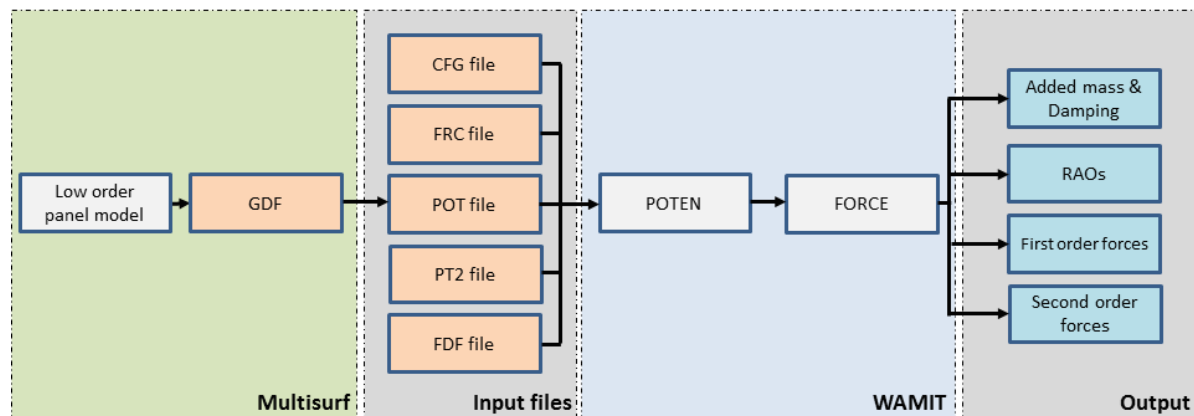 Low order
panel model
GDF
Multisurf
CFG file
FRC file
POT file
PT2 file
FDF file
Input files
POTEN
FORCE
WAMIT
Added mass &
Damping
RAOs
First order forces
Second order
forces
Output